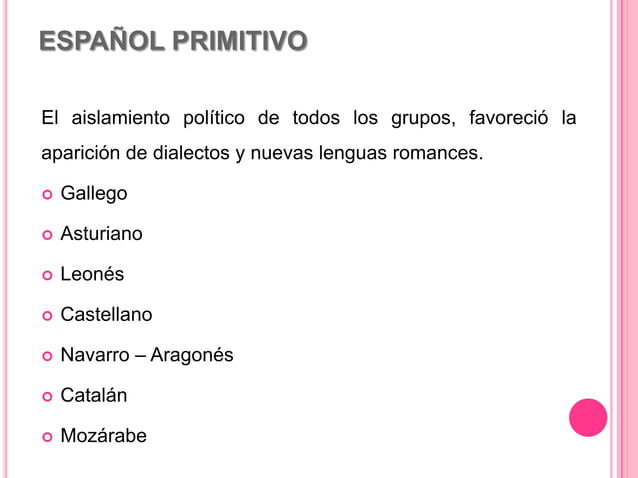 ESPAÑOL PRIMITIVO
El aislamiento político de todos los grupos, favoreció la
aparición de dialectos y nuevas lenguas romances.
Gallego
Asturiano
Leonés
Castellano
Navarro – Aragonés
Catalán
Mozárabe